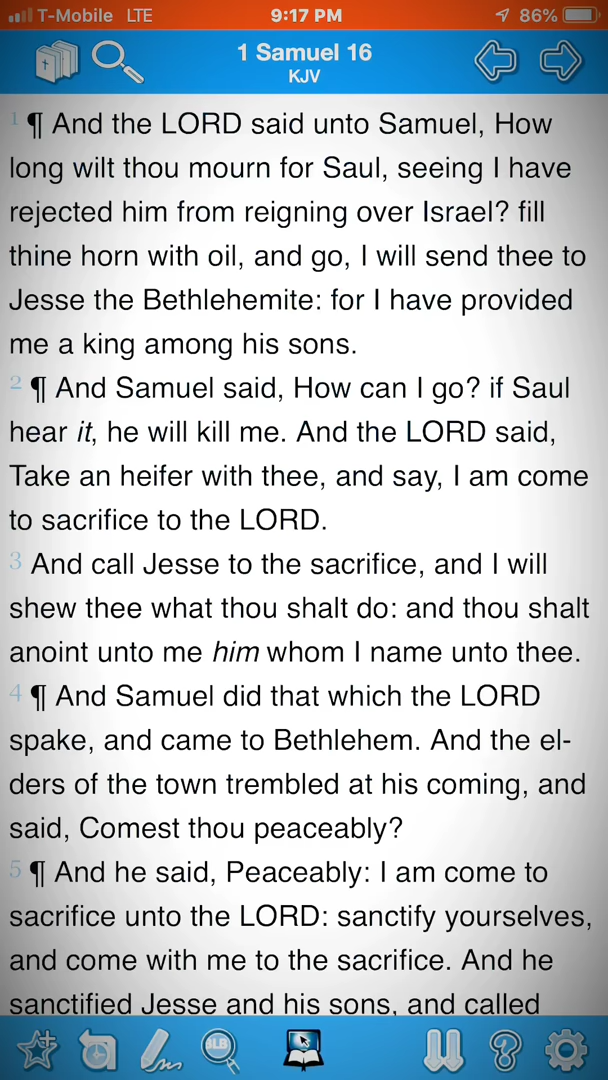 T-Mobile LTE 9:17 PM 86%
1 Samuel 16
KJV
1 ¶ And the LORD said unto Samuel, How
long wilt thou mourn for Saul, seeing I have
rejected him from reigning over Israel? fill
thine horn with oil, and go, I will send thee to
Jesse the Bethlehemite: for I have provided
me a king among his sons.
2 ¶ And Samuel said, How can I go? if Saul
hear it, he will kill me. And the LORD said,
Take an heifer with thee, and say, I am come
to sacrifice to the LORD.
3 And call Jesse to the sacrifice, and I will
shew thee what thou shalt do: and thou shalt
anoint unto me him whom I name unto thee.
4 ¶ And Samuel did that which the LORD
spake, and came to Bethlehem. And the el-
ders of the town trembled at his coming, and
said, Comest thou peaceably?
5 ¶ And he said, Peaceably: I am come to
sacrifice unto the LORD: sanctify yourselves,
and come with me to the sacrifice. And he
sanctified Jesse and his sons, and called
BLB